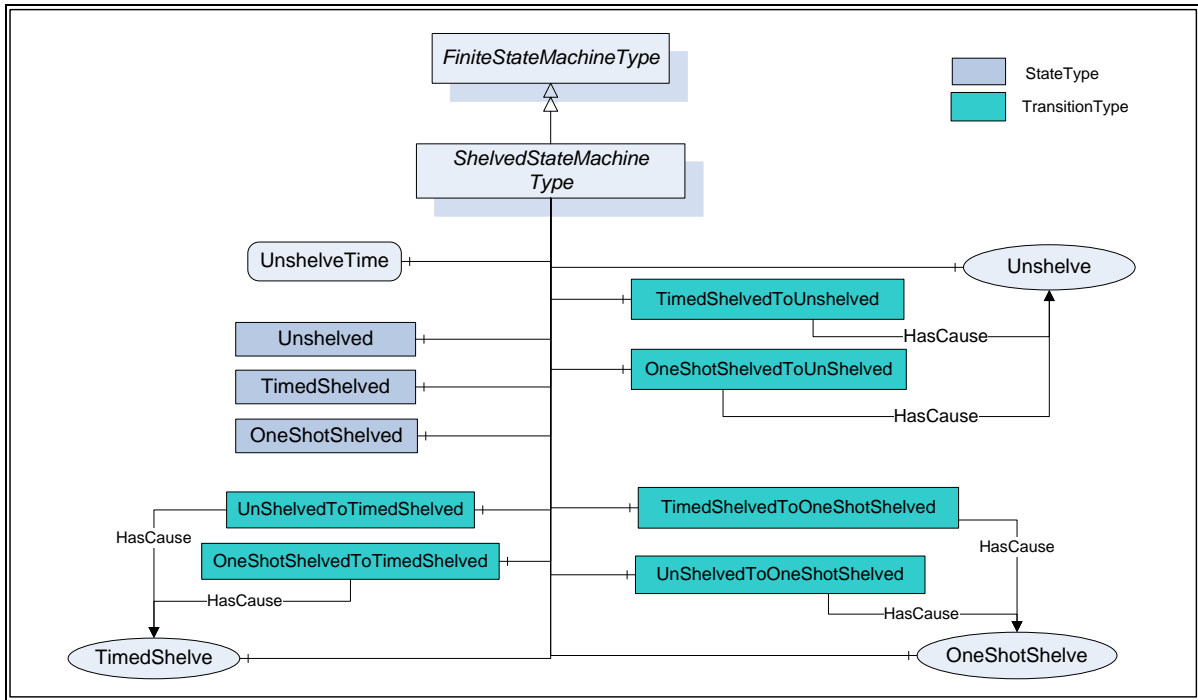 FiniteStateMachineType
StateType
TransitionType
ShelvedStateMachine
Type
UnshelveTime
Unshelve
TimedShelvedToUnshelved
HasCause
Unshelved
OneShotShelvedToUnShelved
TimedShelved
HasCause
OneShotShelved
UnShelvedToTimedShelved
TimedShelvedToOneShotShelved
HasCause
HasCause
OneShotShelvedToTimedShelved
UnShelvedToOneShotShelved
HasCause
HasCause
TimedShelve
OneShotShelve